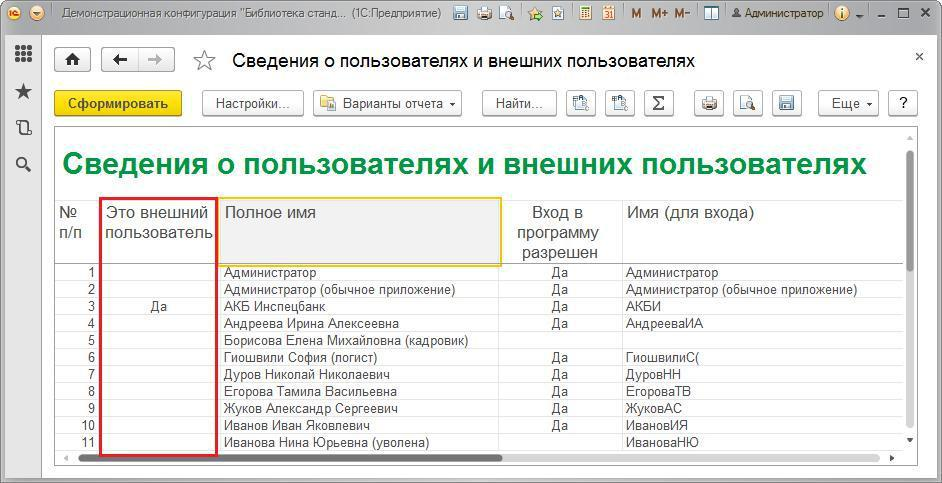 Демонстрационная конфигурация "Библиотека станд... (1С:Предприятие) M M+ M- Администратор
Сведения о пользователях и внешних пользователях
Сформировать Настройки... Варианты отчета Найти... Σ Еще ?
Сведения о пользователях и внешних пользователях
№ п/п Это внешний пользователь Полное имя Вход в программу разрешен Имя (для входа)
1 Администратор Да Администратор
2 Администратор (обычное приложение) Да Администратор (обычное приложение)
3 Да АКБ Инспецбанк Да АКБИ
4 Андреева Ирина Алексеевна Да АндрееваИА
5 Борисова Елена Михайловна (кадровик)
6 Гиошвили София (логист) Да ГиошвилиС(
7 Дуров Николай Николаевич Да ДуровНН
8 Егорова Тамила Васильевна Да ЕгороваТВ
9 Жуков Александр Сергеевич Да ЖуковАС
10 Иванов Иван Яковлевич Да ИвановИЯ
11 Иванова Нина Юрьевна (уволена) ИвановаНЮ